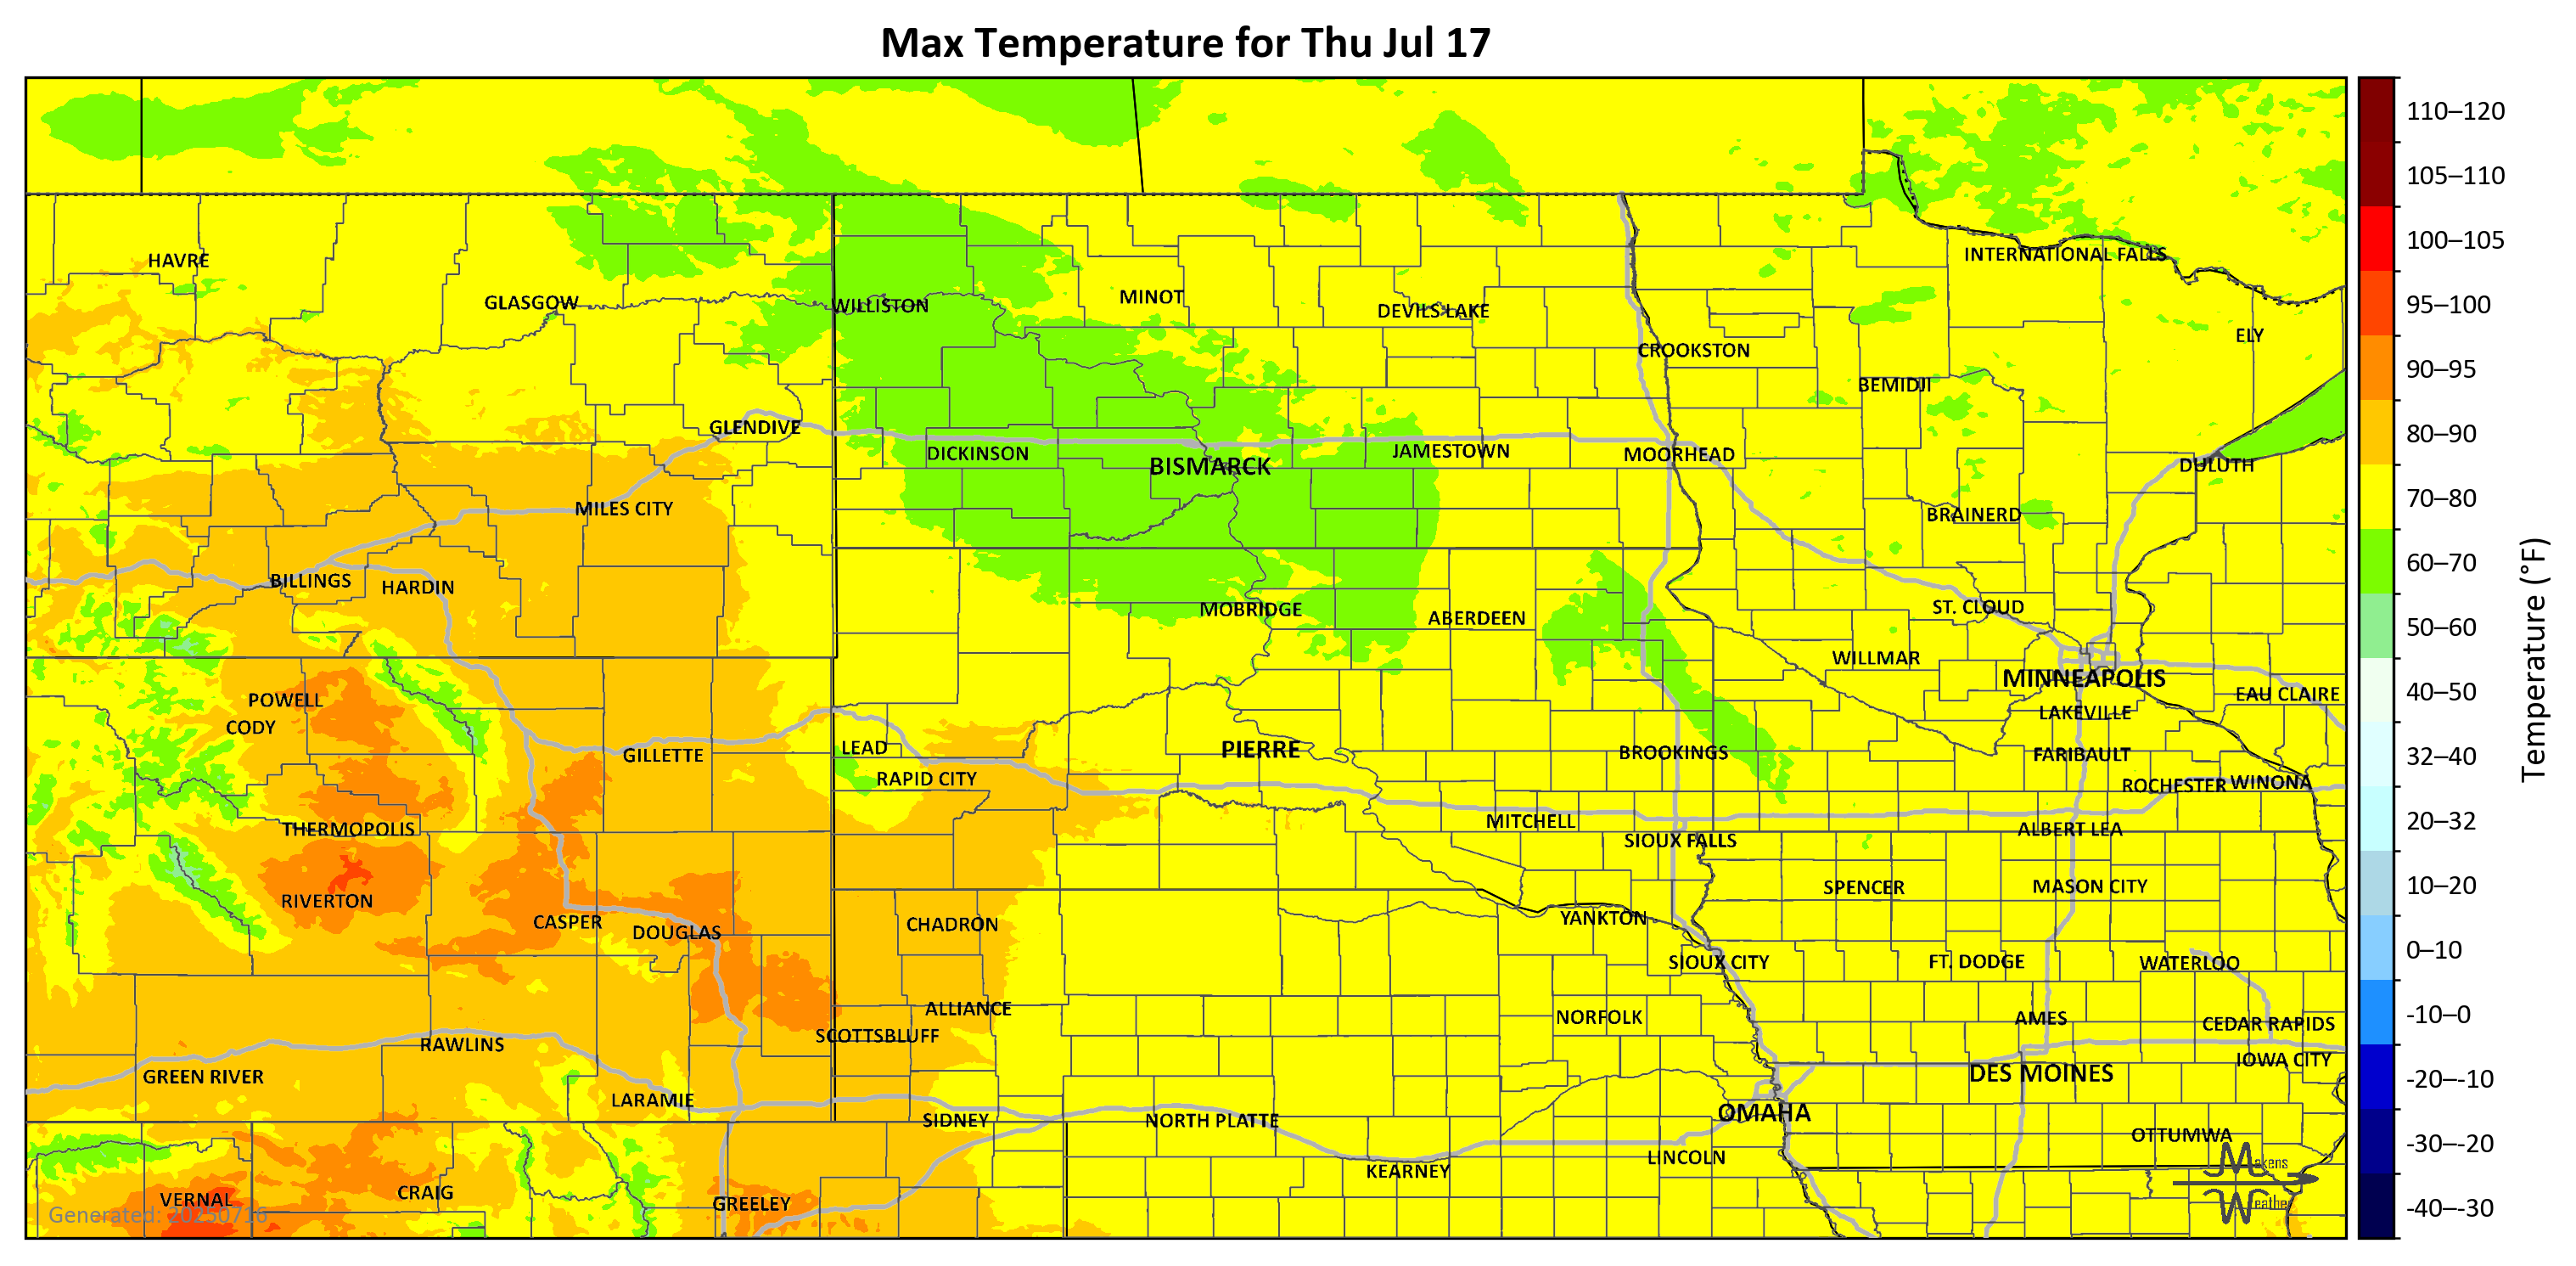 Max Temperature for Thu Jul 17
110–120
105–110
100–105
95–100
90–95
80–90
70–80
60–70
50–60
40–50
32–40
20–32
10–20
0–10
-10–0
-20–-10
-30–-20
-40–-30
Temperature (°F)
HAVRE
INTERNATIONAL FALLS
GLASGOW
WILLISTON
MINOT
DEVILS LAKE
ELY
CROOKSTON
BEMIDJI
GLENDIVE
DICKINSON
BISMARCK
JAMESTOWN
MOORHEAD
DULUTH
MILES CITY
BRAINERD
BILLINGS
HARDIN
MOBRIDGE
ABERDEEN
ST. CLOUD
WILLMAR
MINNEAPOLIS
POWELL
EAU CLAIRE
CODY
LAKEVILLE
GILLETTE
LEAD
PIERRE
BROOKINGS
FARIBAULT
RAPID CITY
ROCHESTER
WINONA
THERMOPOLIS
MITCHELL
SIOUX FALLS
ALBERT LEA
RIVERTON
SPENCER
MASON CITY
CASPER
DOUGLAS
CHADRON
YANKTON
SIOUX CITY
FT. DODGE
WATERLOO
ALLIANCE
NORFOLK
AMES
CEDAR RAPIDS
SCOTTSBLUFF
RAWLINS
IOWA CITY
GREEN RIVER
DES MOINES
LARAMIE
SIDNEY
NORTH PLATTE
OMAHA
OTTUMWA
LINCOLN
KEARNEY
VERNAL
CRAIG
GREELEY
Generated: 20250716
Makens
Weather